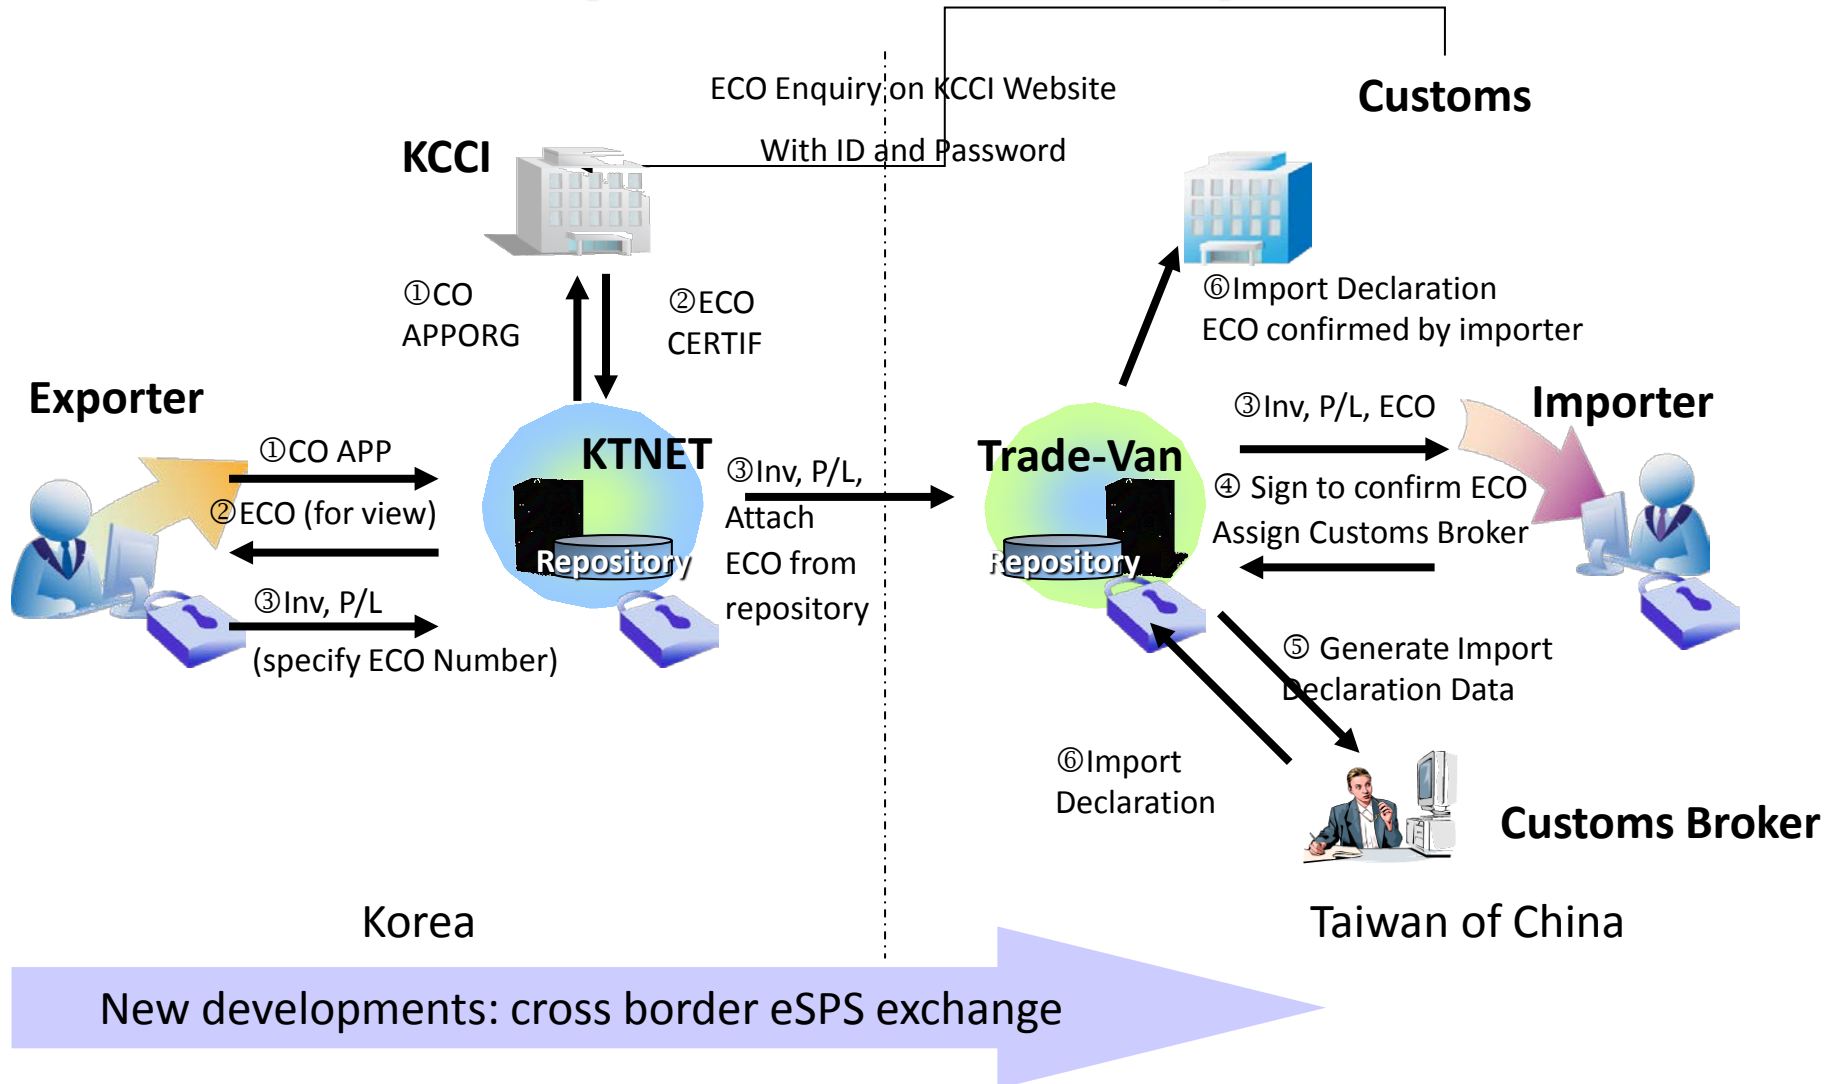 ECO Enquiry on KCCI Website
With ID and Password
Customs
KCCI
①CO
APPORG
②ECO
CERTIF
⑥Import Declaration
ECO confirmed by importer
Exporter
①CO APP
②ECO (for view)
③Inv, P/L
(specify ECO Number)
KTNET
Repository
③Inv, P/L,
Attach
ECO from
repository
Trade-Van
Repository
③Inv, P/L, ECO
④ Sign to confirm ECO
Assign Customs Broker
Importer
⑤ Generate Import
Declaration Data
⑥Import
Declaration
Customs Broker
Korea
Taiwan of China
New developments: cross border eSPS exchange